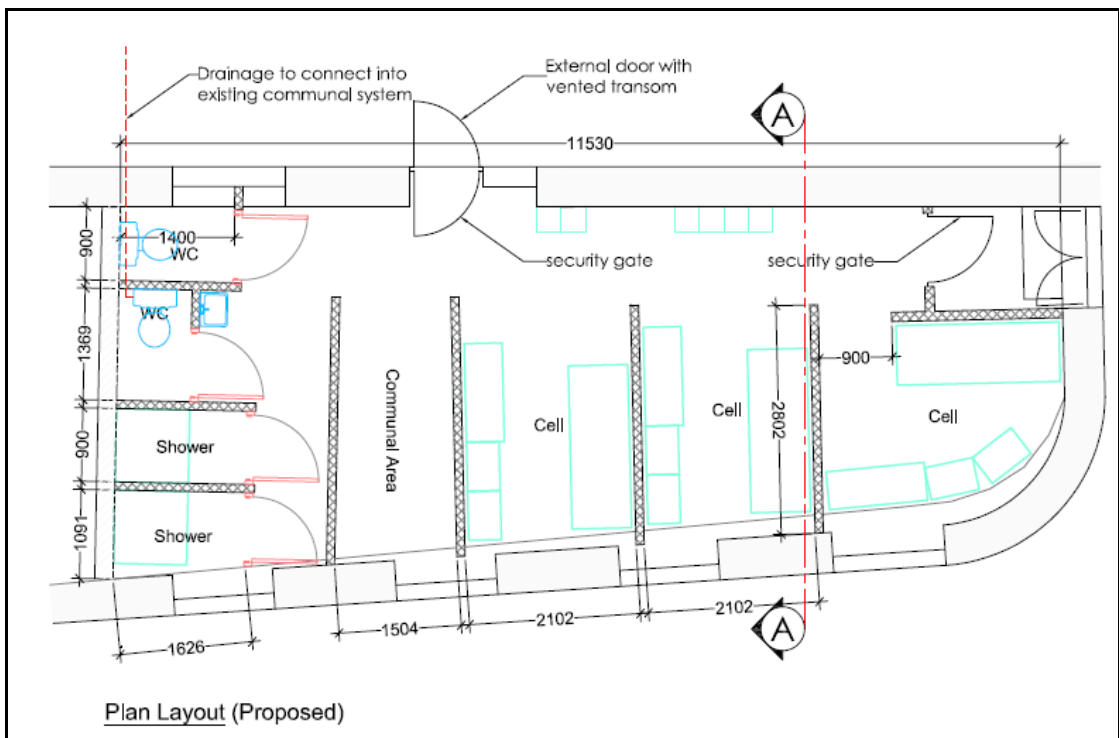 Drainage to connect into
existing communal system
External door with
vented transom
A
11530
900
1400
WC
security gate
security gate
WC
1369
900
2802
Communal Area
Cell
Cell
Cell
900
Shower
1091
Shower
1626
1504
2102
2102
A
Plan Layout (Proposed)